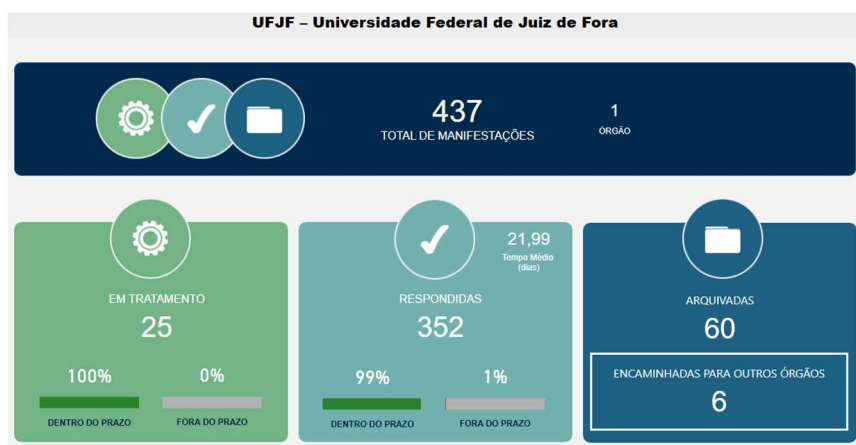 UFJF – Universidade Federal de Juiz de Fora
437
TOTAL DE MANIFESTAÇÕES
1
ÓRGÃO
EM TRATAMENTO
25
100%
0%
DENTRO DO PRAZO
FORA DO PRAZO
21,99
Tempo Médio
(dias)
RESPONDIDAS
352
99%
1%
DENTRO DO PRAZO
FORA DO PRAZO
ARQUIVADAS
60
ENCAMINHADAS PARA OUTROS ÓRGÃOS
6